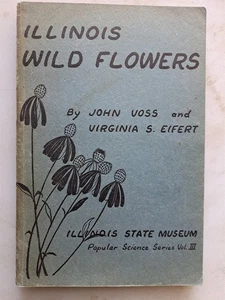 ILLINOIS
WILD FLOWERS
By JOHN VOSS and
VIRGINIA S. EIFERT
ILLINOIS STATE MUSEUM
Popular Science Series Vol. III